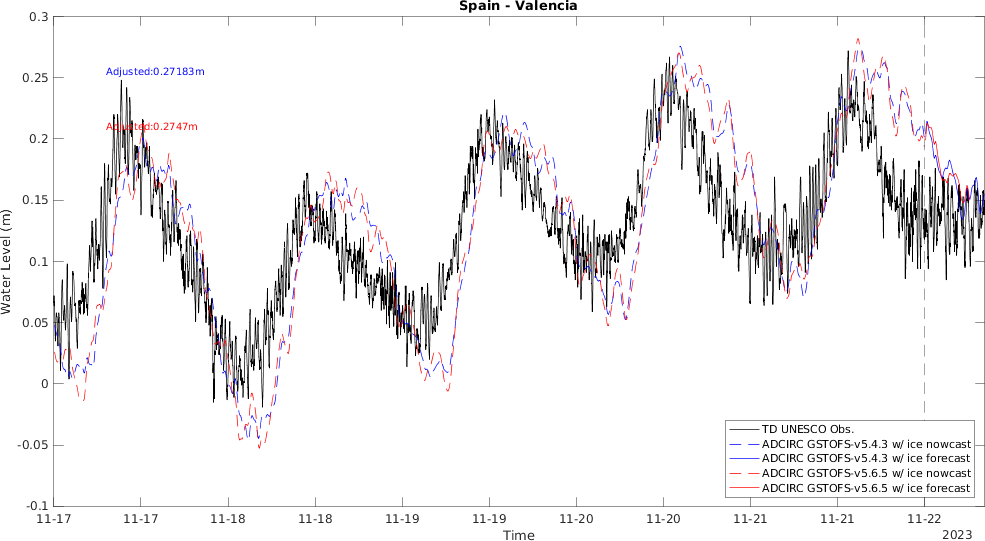 Spain - Valencia
0.3
0.25
0.2
0.15
0.1
0.05
0
-0.05
-0.1
Water Level (m)
Adjusted:0.27183m
Adjusted:0.2747m
TD UNESCO Obs.
ADCIRC GSTOFS-v5.4.3 w/ ice nowcast
ADCIRC GSTOFS-v5.4.3 w/ ice forecast
ADCIRC GSTOFS-v5.6.5 w/ ice nowcast
ADCIRC GSTOFS-v5.6.5 w/ ice forecast
11-17 11-17 11-18 11-18 11-19 11-19 11-20 11-20 11-21 11-21 11-22
Time
2023